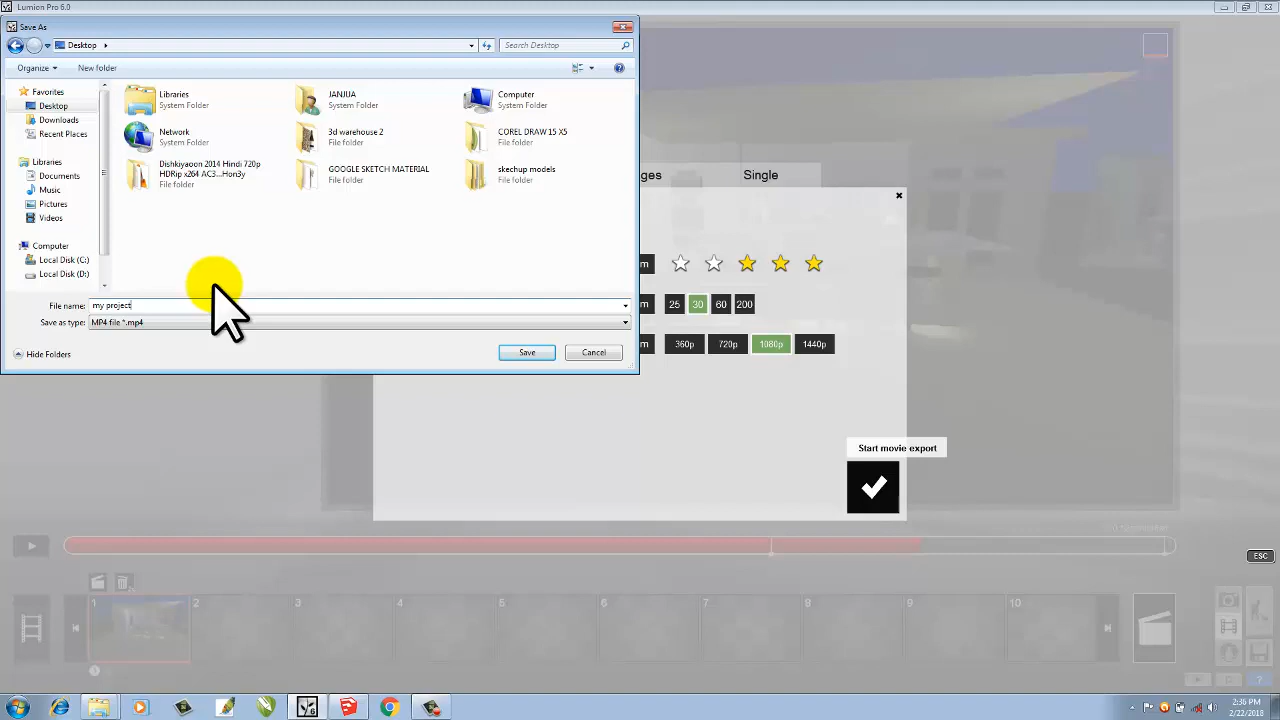 Lumion Pro 6.0
Save As
Desktop
Search Desktop
Organize
New folder
Favorites
Desktop
Downloads
Recent Places
Libraries
Documents
Music
Pictures
Videos
Computer
Local Disk (C:)
Local Disk (D:)
Libraries
System Folder
JANJUA
System Folder
Computer
System Folder
Network
System Folder
3d warehouse 2
File folder
COREL DRAW 15 X5
File folder
Dishkiyaoon 2014 Hindi 720p
HDRip x264 AC3...Hon3y
File folder
GOOGLE SKETCH MATERIAL
File folder
skechup models
File folder
File name:
my project
Save as type:
MP4 file *.mp4
Hide Folders
Save
Cancel
ges
Single
m
m
25
30
60
200
m
360p
720p
1080p
1440p
Start movie export
ESC
1
2
3
4
5
6
7
8
9
10
2:36 PM
2/22/2018